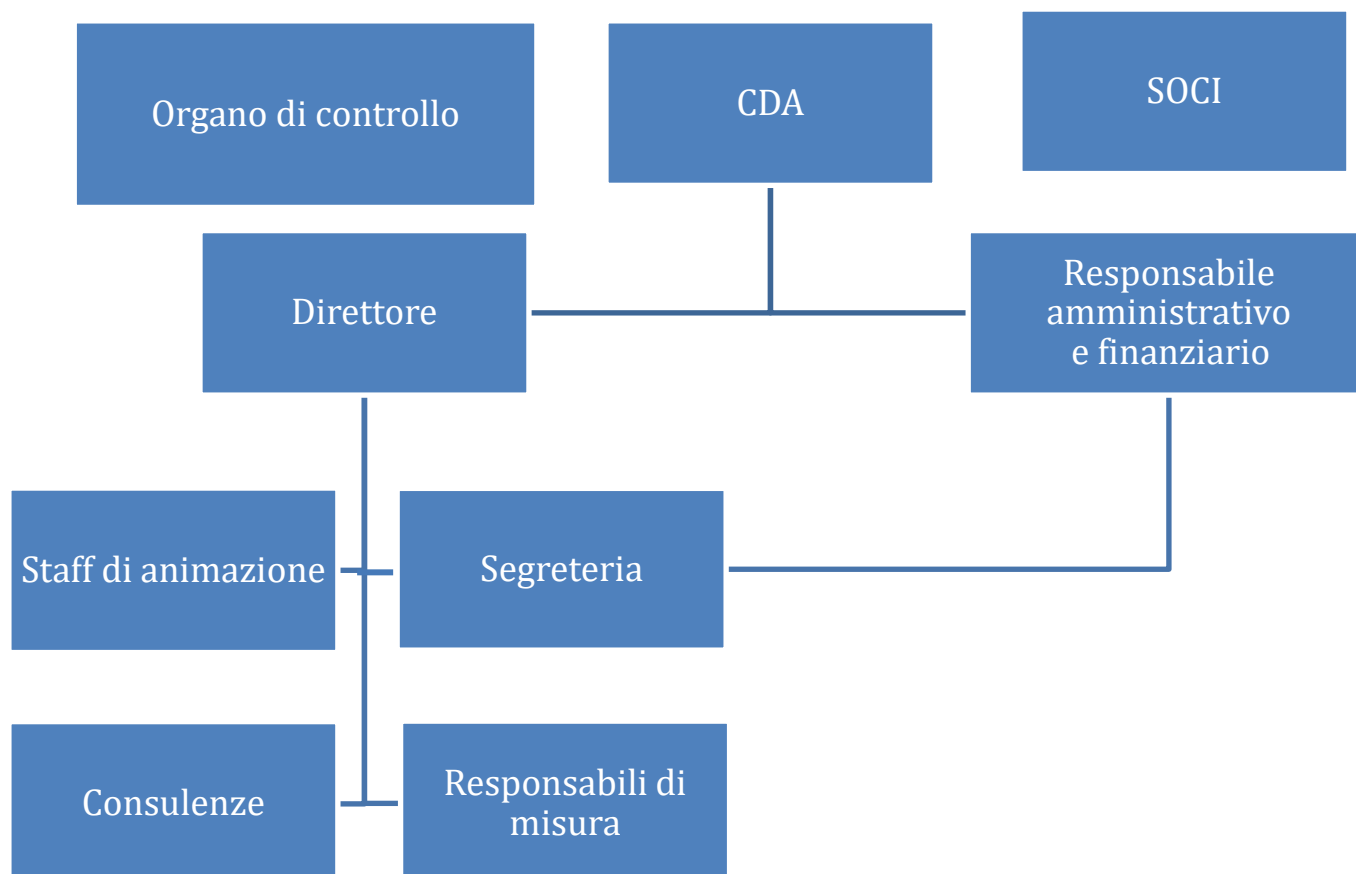 Organo di controllo
CDA
SOCI
Direttore
Responsabile
amministrativo
e finanziario
Staff di animazione
Segreteria
Consulenze
Responsabili di
misura